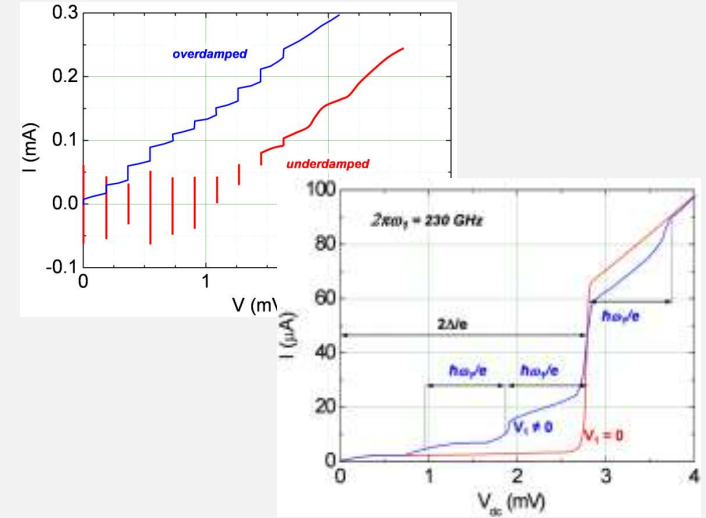 0.3
overdamped
0.2
I (mA)
0.1
underdamped
0.0
-0.1
0
1
V (mV
100
2πω₁ = 230 GHz
80
60
ħω₁/e
2Δ/e
I (μA)
40
ħω₁/e
ħω₁/e
20
V₁ ≠ 0
V₁ = 0
0
0
1
2
3
4
V_dc (mV)